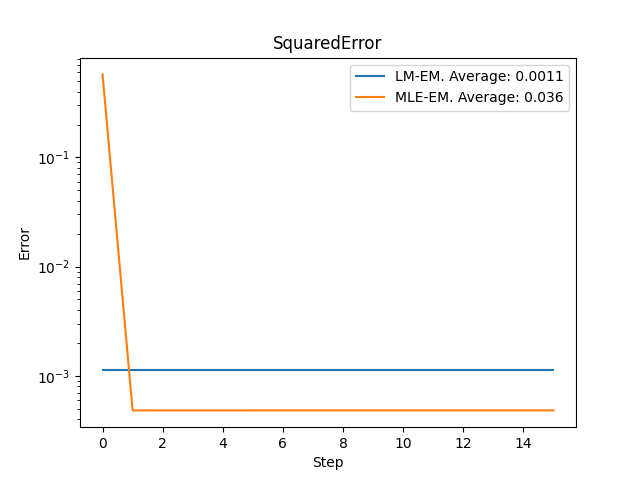 SquaredError
LM-EM. Average: 0.0011
MLE-EM. Average: 0.036
Error
10⁻¹
10⁻²
10⁻³
0 2 4 6 8 10 12 14
Step